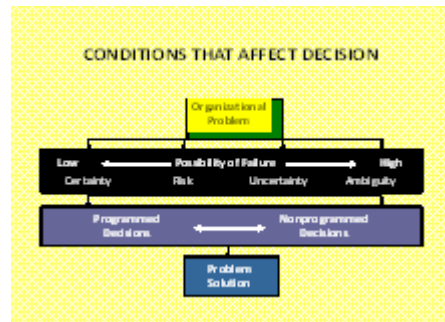 CONDITIONS THAT AFFECT DECISION
Organizational
Problem
Low Possibility of Failure High
Certainty Risk Uncertainty Ambiguity
Programmed Nonprogrammed
Decisions Decisions
Problem
Solution